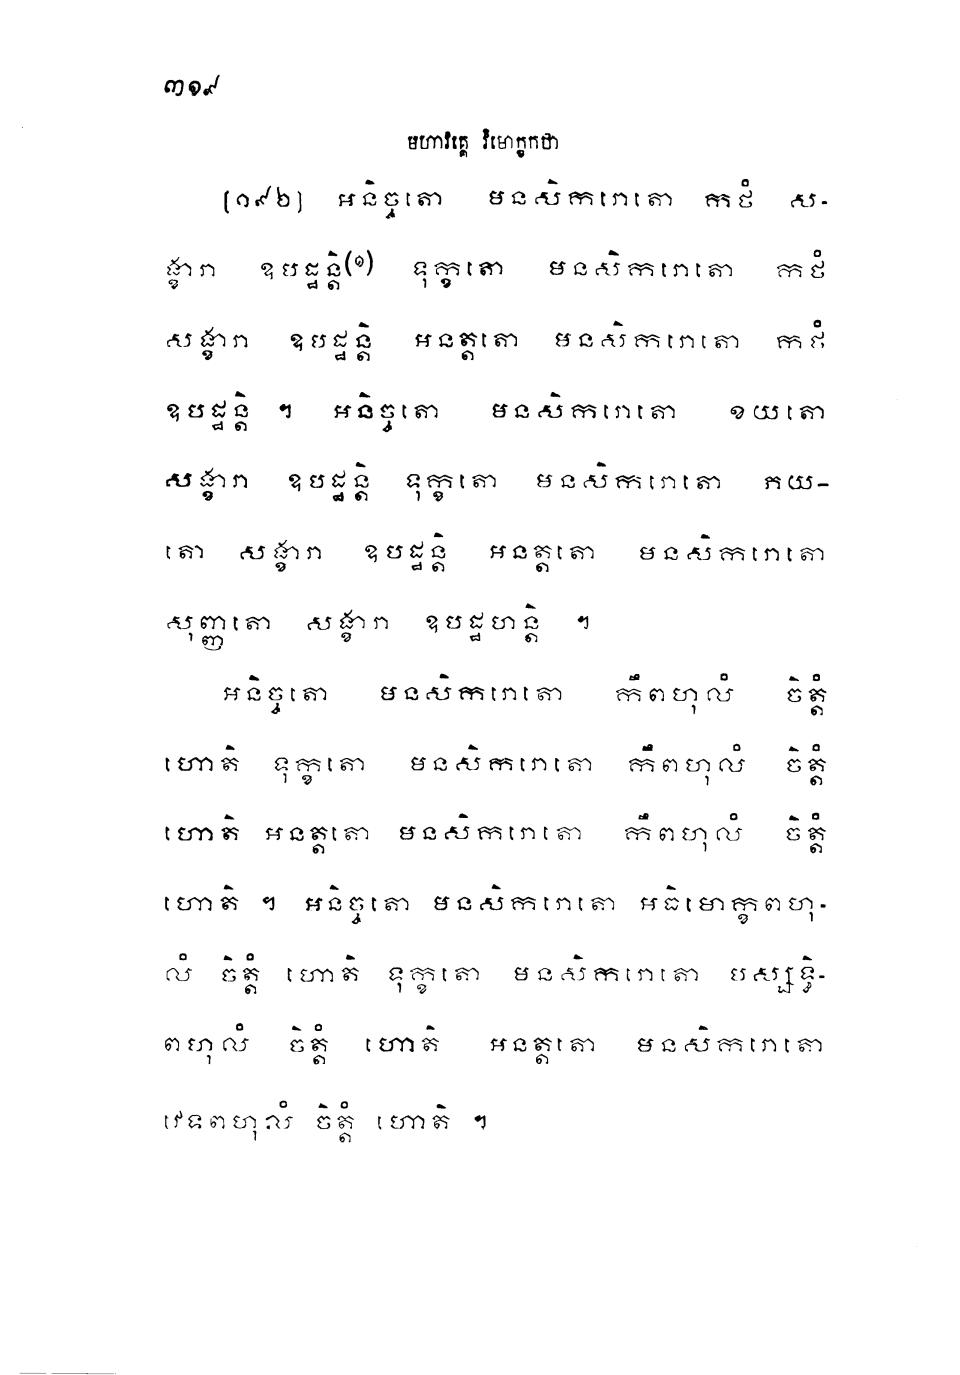 ៣១៩
មហាវគ្គេ វិមោក្ខកថា
[១៩២] អនិច្ចតោ មនសិករោតោ កថំ ស-
ង្ខារា ឧបដ្ឋន្តិ(១) ទុក្ខតោ មនសិករោតោ កថំ
សង្ខារា ឧបដ្ឋន្តិ អនត្តតោ មនសិករោតោ កថំ
ឧបដ្ឋន្តិ ។ អនិច្ចតោ មនសិករោតោ ខយតោ
សង្ខារា ឧបដ្ឋន្តិ ទុក្ខតោ មនសិករោតោ ភយ-
តោ សង្ខារា ឧបដ្ឋន្តិ អនត្តតោ មនសិករោតោ
សុញ្ញតោ សង្ខារា ឧបដ្ឋហន្តិ ។
អនិច្ចតោ មនសិករោតោ កឹពហុលំ ចិត្តំ
ហោតិ ទុក្ខតោ មនសិករោតោ កឹពហុលំ ចិត្តំ
ហោតិ អនត្តតោ មនសិករោតោ កឹពហុលំ ចិត្តំ
ហោតិ ។ អនិច្ចតោ មនសិករោតោ អធិមោក្ខពហុ-
លំ ចិត្តំ ហោតិ ទុក្ខតោ មនសិករោតោ បស្សទ្ធិ-
ពហុលំ ចិត្តំ ហោតិ អនត្តតោ មនសិករោតោ
វេទពហុលំ ចិត្តំ ហោតិ ។